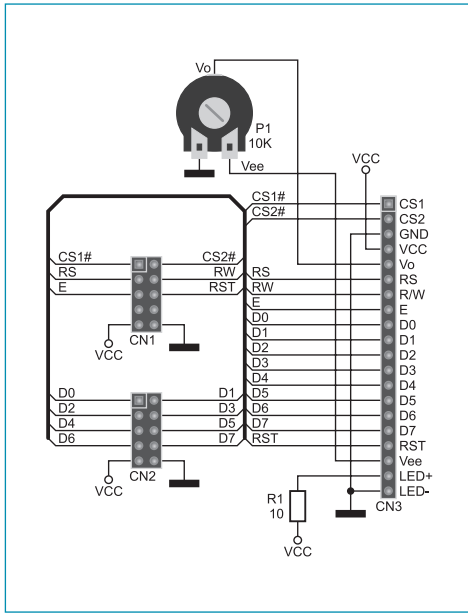 Vo
P1
10K
Vee
VCC
CS1#
CS2#
CS1
CS2
GND
VCC
Vo
RS
R/W
E
D0
D1
D2
D3
D4
D5
D6
D7
RST
Vee
LED+
LED-
CN3
CS1# CS2#
RS RW
E RST
VCC
CN1
RS
RW
E
D0
D1
D2
D3
D4
D5
D6
D7
RST
D0 D1
D2 D3
D4 D5
D6 D7
VCC
CN2
R1
10
VCC